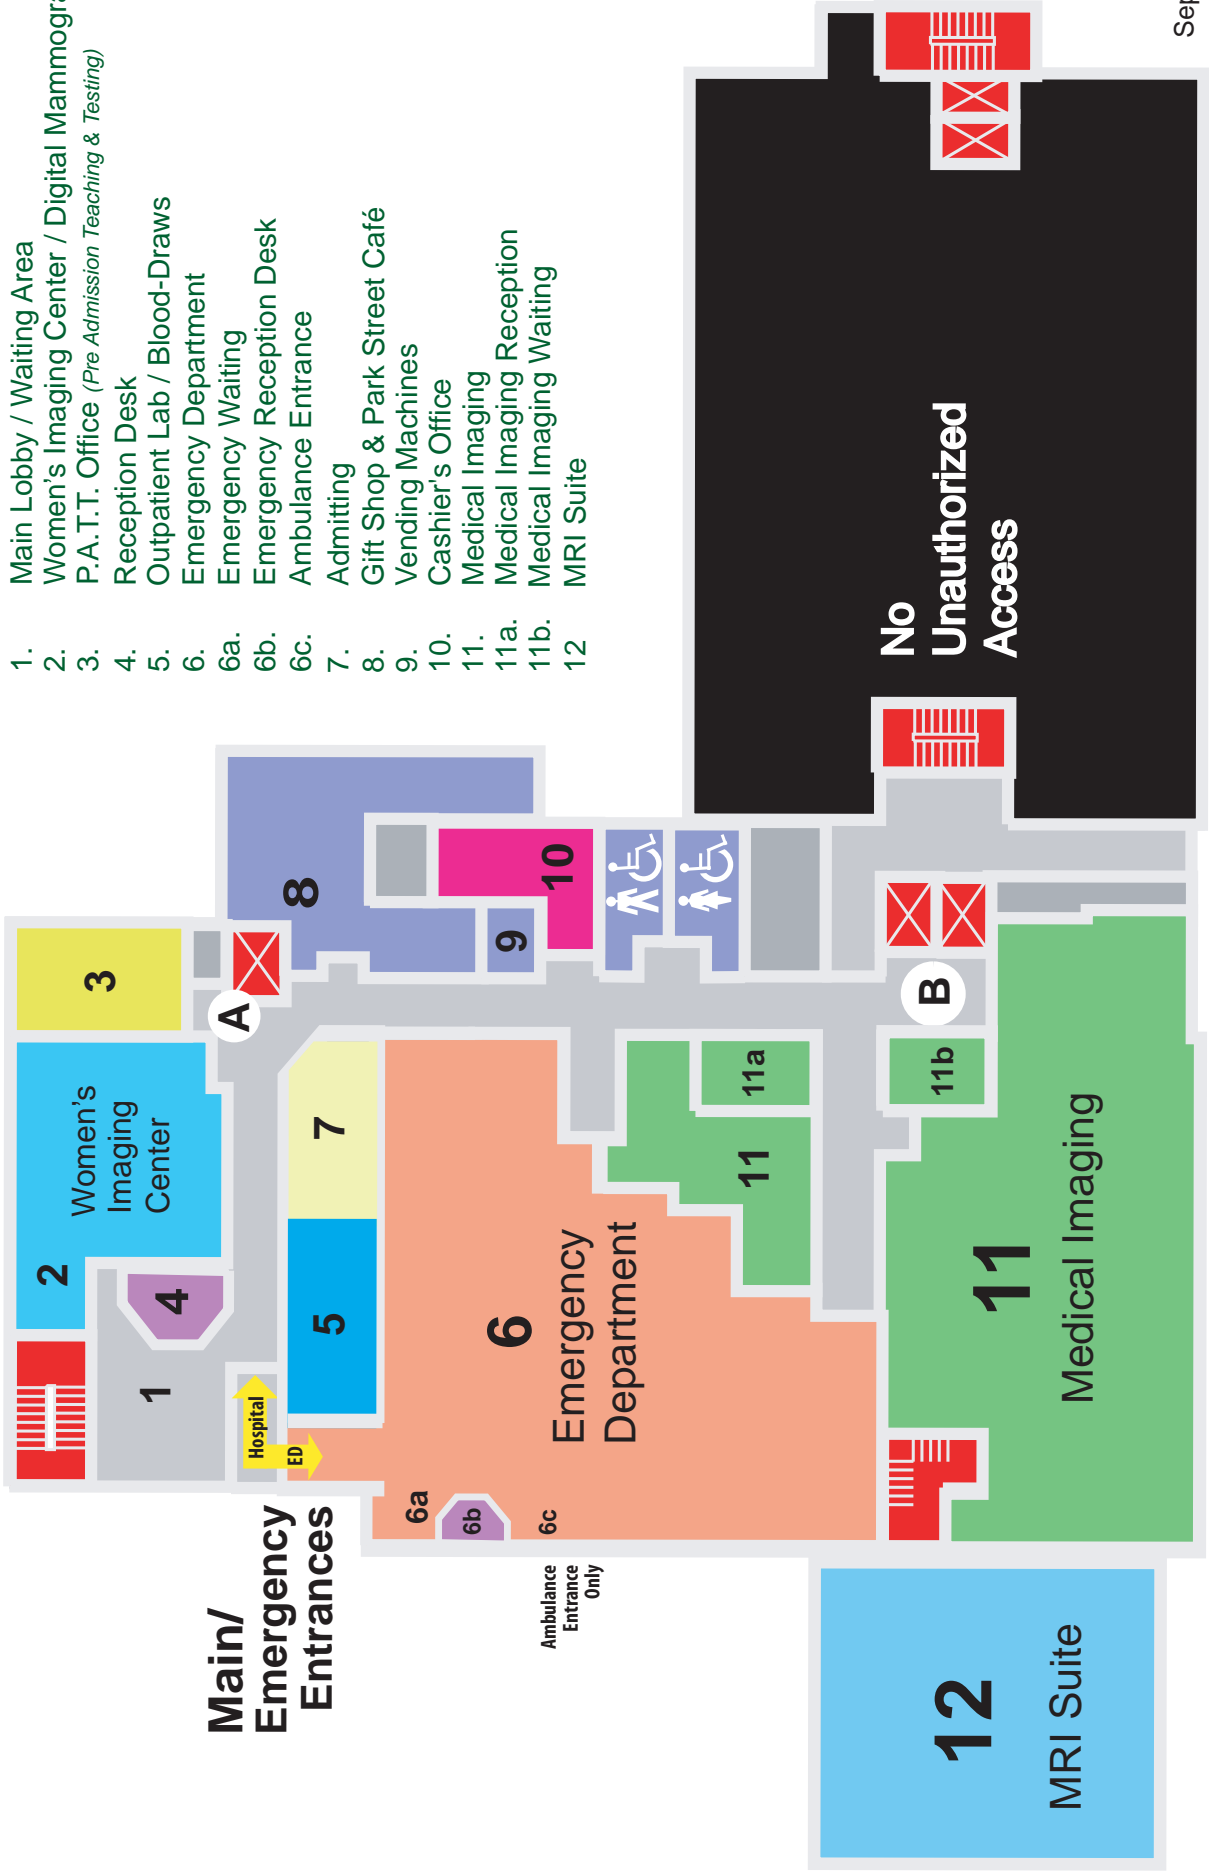 1. Main Lobby / Waiting Area
2. Women's Imaging Center / Digital
3. P.A.T.T. Office (Pre Admission Teaching & Testing)
4. Reception Desk
5. Outpatient Lab / Blood-Draws
6. Emergency Department
6a. Emergency Waiting
6b. Emergency Reception Desk
6c. Ambulance Entrance
7. Admitting
8. Gift Shop & Park Street Café
9. Vending Machines
10. Cashier's Office
11. Medical Imaging
11a. Medical Imaging Reception
11b. Medical Imaging Waiting
12 MRI Suite
2
Women's
Imaging
Center
3
1
4
A
8
Hospital
ED
5
7
9
10
Main/
Emergency
Entrances
6a
6b
6c
Ambulance
Entrance
Only
6
Emergency
Department
11
11a
11b
B
11
Medical Imaging
12
MRI Suite
No
Unauthorized
Access